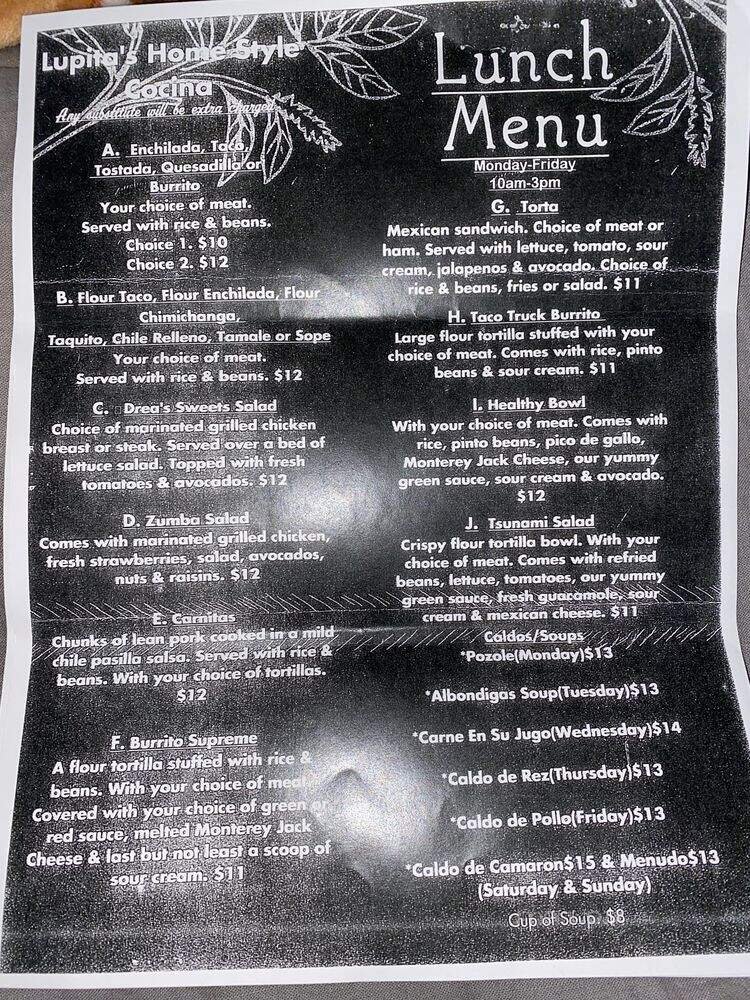 Lupita's Home Style
Cocina
Any substitute will be extra charged
A. Enchilada, Taco,
Tostada, Quesadilla or
Burrito
Your choice of meat.
Served with rice & beans.
Choice 1. $10
Choice 2. $12
B. Flour Taco, Flour Enchilada, Flour
Chimichanga,
Taquito, Chile Relleno, Tamale or Sope
Your choice of meat.
Served with rice & beans. $12
C. Drea's Sweets Salad
Choice of marinated grilled chicken
breast or steak. Served over a bed of
lettuce salad. Topped with fresh
tomatoes & avocados. $12
D. Zumba Salad
Comes with marinated grilled chicken,
fresh strawberries, salad, avocados,
nuts & raisins. $12
E. Carnitas
Chunks of lean pork cooked in a mild
chile pasilla salsa. Served with rice &
beans. With your choice of tortillas.
$12
F. Burrito Supreme
A flour tortilla stuffed with rice &
beans. With your choice of meat.
Covered with your choice of green or
red sauce, melted Monterey Jack
Cheese & last but not least a scoop of
sour cream. $11
Lunch
Menu
Monday-Friday
10am-3pm
G. Torta
Mexican sandwich. Choice of meat or
ham. Served with lettuce, tomato, sour
cream, jalapenos & avocado. Choice of
rice & beans, fries or salad. $11
H. Taco Truck Burrito
Large flour tortilla stuffed with your
choice of meat. Comes with rice, pinto
beans & sour cream. $11
I. Healthy Bowl
With your choice of meat. Comes with
rice, pinto beans, pico de gallo,
Monterey Jack Cheese, our yummy
green sauce, sour cream & avocado.
$12
J. Tsunami Salad
Crispy flour tortilla bowl. With your
choice of meat. Comes with refried
beans, lettuce, tomatoes, our yummy
green sauce, fresh guacamole, sour
cream & mexican cheese. $11
Caldos/Soups
*Pozole(Monday)$13
*Albondigas Soup(Tuesday)$13
*Carne En Su Jugo(Wednesday)$14
*Caldo de Rez(Thursday)$13
*Caldo de Pollo(Friday)$13
*Caldo de Camaron$15 & Menudo$13
(Saturday & Sunday)
Cup of Soup. $8